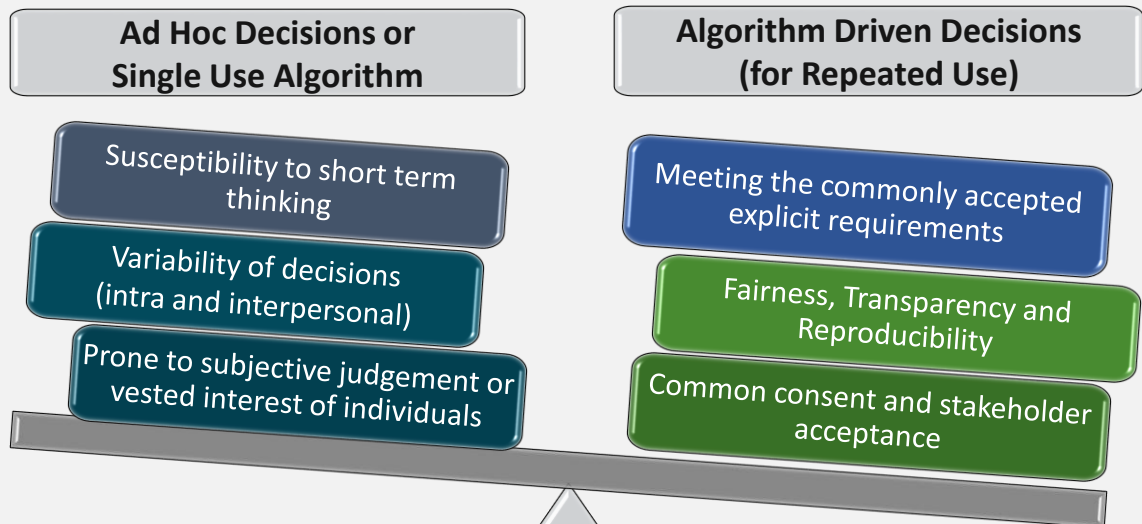 Ad Hoc Decisions or
Single Use Algorithm
Susceptibility to short term
thinking
Variability of decisions
(intra and interpersonal)
Prone to subjective judgement or
vested interest of individuals
Algorithm Driven Decisions
(for Repeated Use)
Meeting the commonly accepted
explicit requirements
Fairness, Transparency and
Reproducibility
Common consent and stakeholder
acceptance